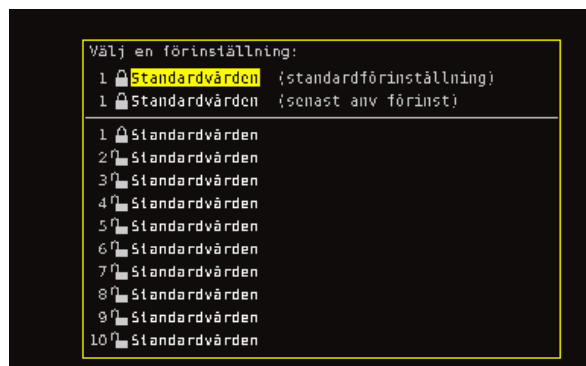 Välj en förinställning:
1 Standardvärden (standardförinställning)
1 Standardvärden (senast anv förinst)
1 Standardvärden
2 Standardvärden
3 Standardvärden
4 Standardvärden
5 Standardvärden
6 Standardvärden
7 Standardvärden
8 Standardvärden
9 Standardvärden
10 Standardvärden